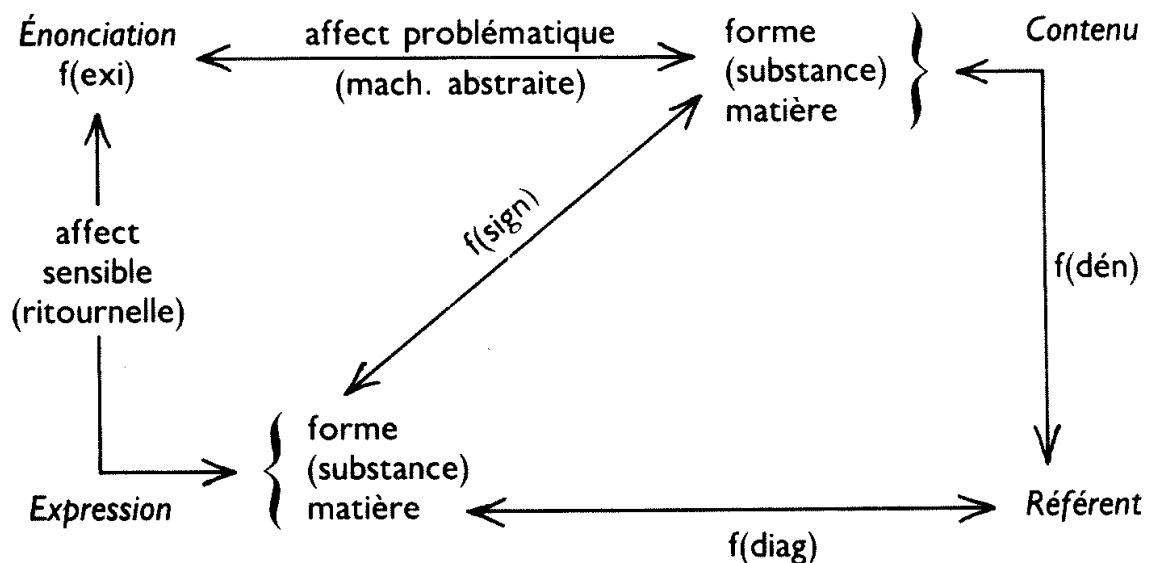 Énonciation
f(exi)
affect problématique
(mach. abstraite)
forme
(substance)
matière
Contenu
f(sign)
affect
sensible
(ritournelle)
f(dén)
forme
(substance)
matière
Expression
Référent
f(diag)